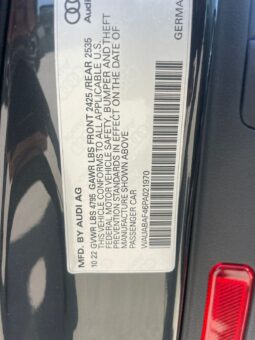 Audi
GERMA
MFD. BY AUDI AG
10·22 GVWR LBS 4795 GAWR LBS FRONT 2425 /REAR 2535
THIS VEHICLE CONFORMS TO ALL APPLICABLE U.S.
FEDERAL MOTOR VEHICLE SAFETY, BUMPER AND THEFT
PREVENTION STANDARDS IN EFFECT ON THE DATE OF
MANUFACTURE SHOWN ABOVE
PASSENGER CAR
WAUABAF46PA021970